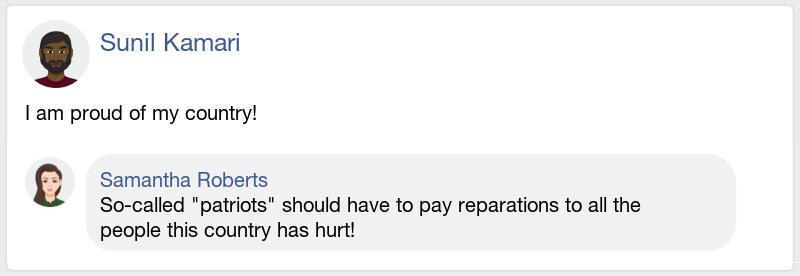 Sunil Kamari
I am proud of my country!
Samantha Roberts
So-called "patriots" should have to pay reparations to all the
people this country has hurt!